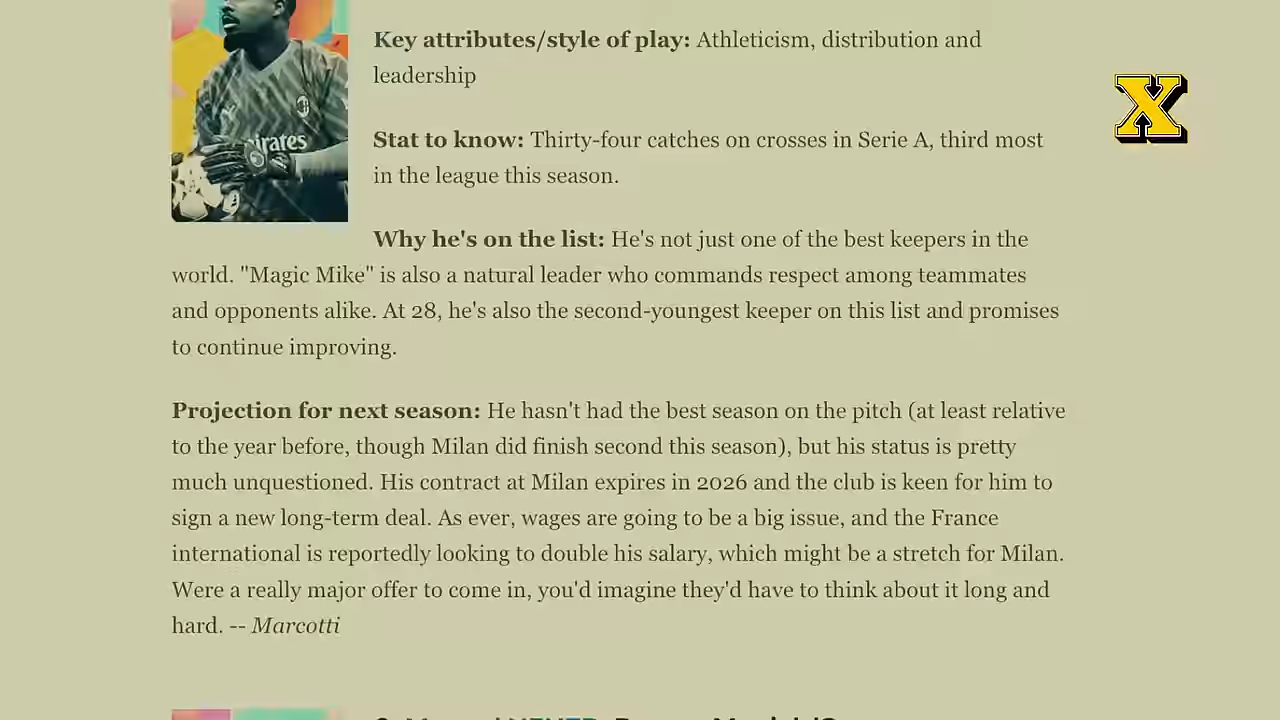 Key attributes/style of play: Athleticism, distribution and
leadership
Stat to know: Thirty-four catches on crosses in Serie A, third most
in the league this season.
Why he's on the list: He's not just one of the best keepers in the
world. "Magic Mike" is also a natural leader who commands respect among teammates
and opponents alike. At 28, he's also the second-youngest keeper on this list and promises
to continue improving.
Projection for next season: He hasn't had the best season on the pitch (at least relative
to the year before, though Milan did finish second this season), but his status is pretty
much unquestioned. His contract at Milan expires in 2026 and the club is keen for him to
sign a new long-term deal. As ever, wages are going to be a big issue, and the France
international is reportedly looking to double his salary, which might be a stretch for Milan.
Were a really major offer to come in, you'd imagine they'd have to think about it long and
hard. -- Marcotti
X